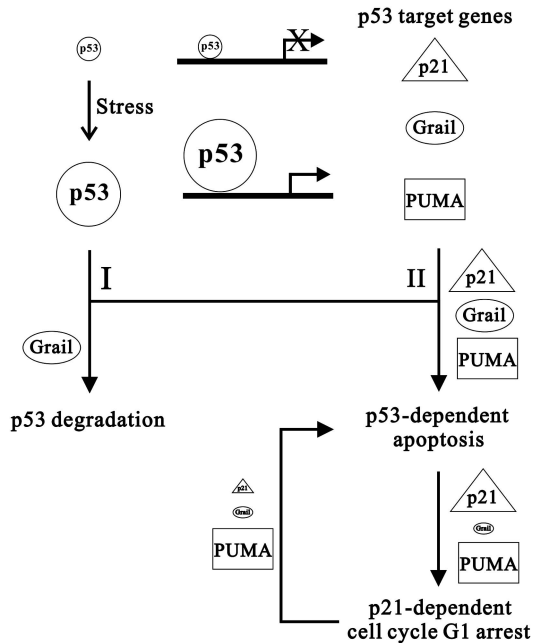 p53 target genes
p53
p53
X
p21
Stress
Grail
p53
p53
PUMA
I
II
p21
Grail
Grail
PUMA
p53 degradation
p53-dependent
apoptosis
p21
Grail
PUMA
p21
Grail
PUMA
p21-dependent
cell cycle G1 arrest